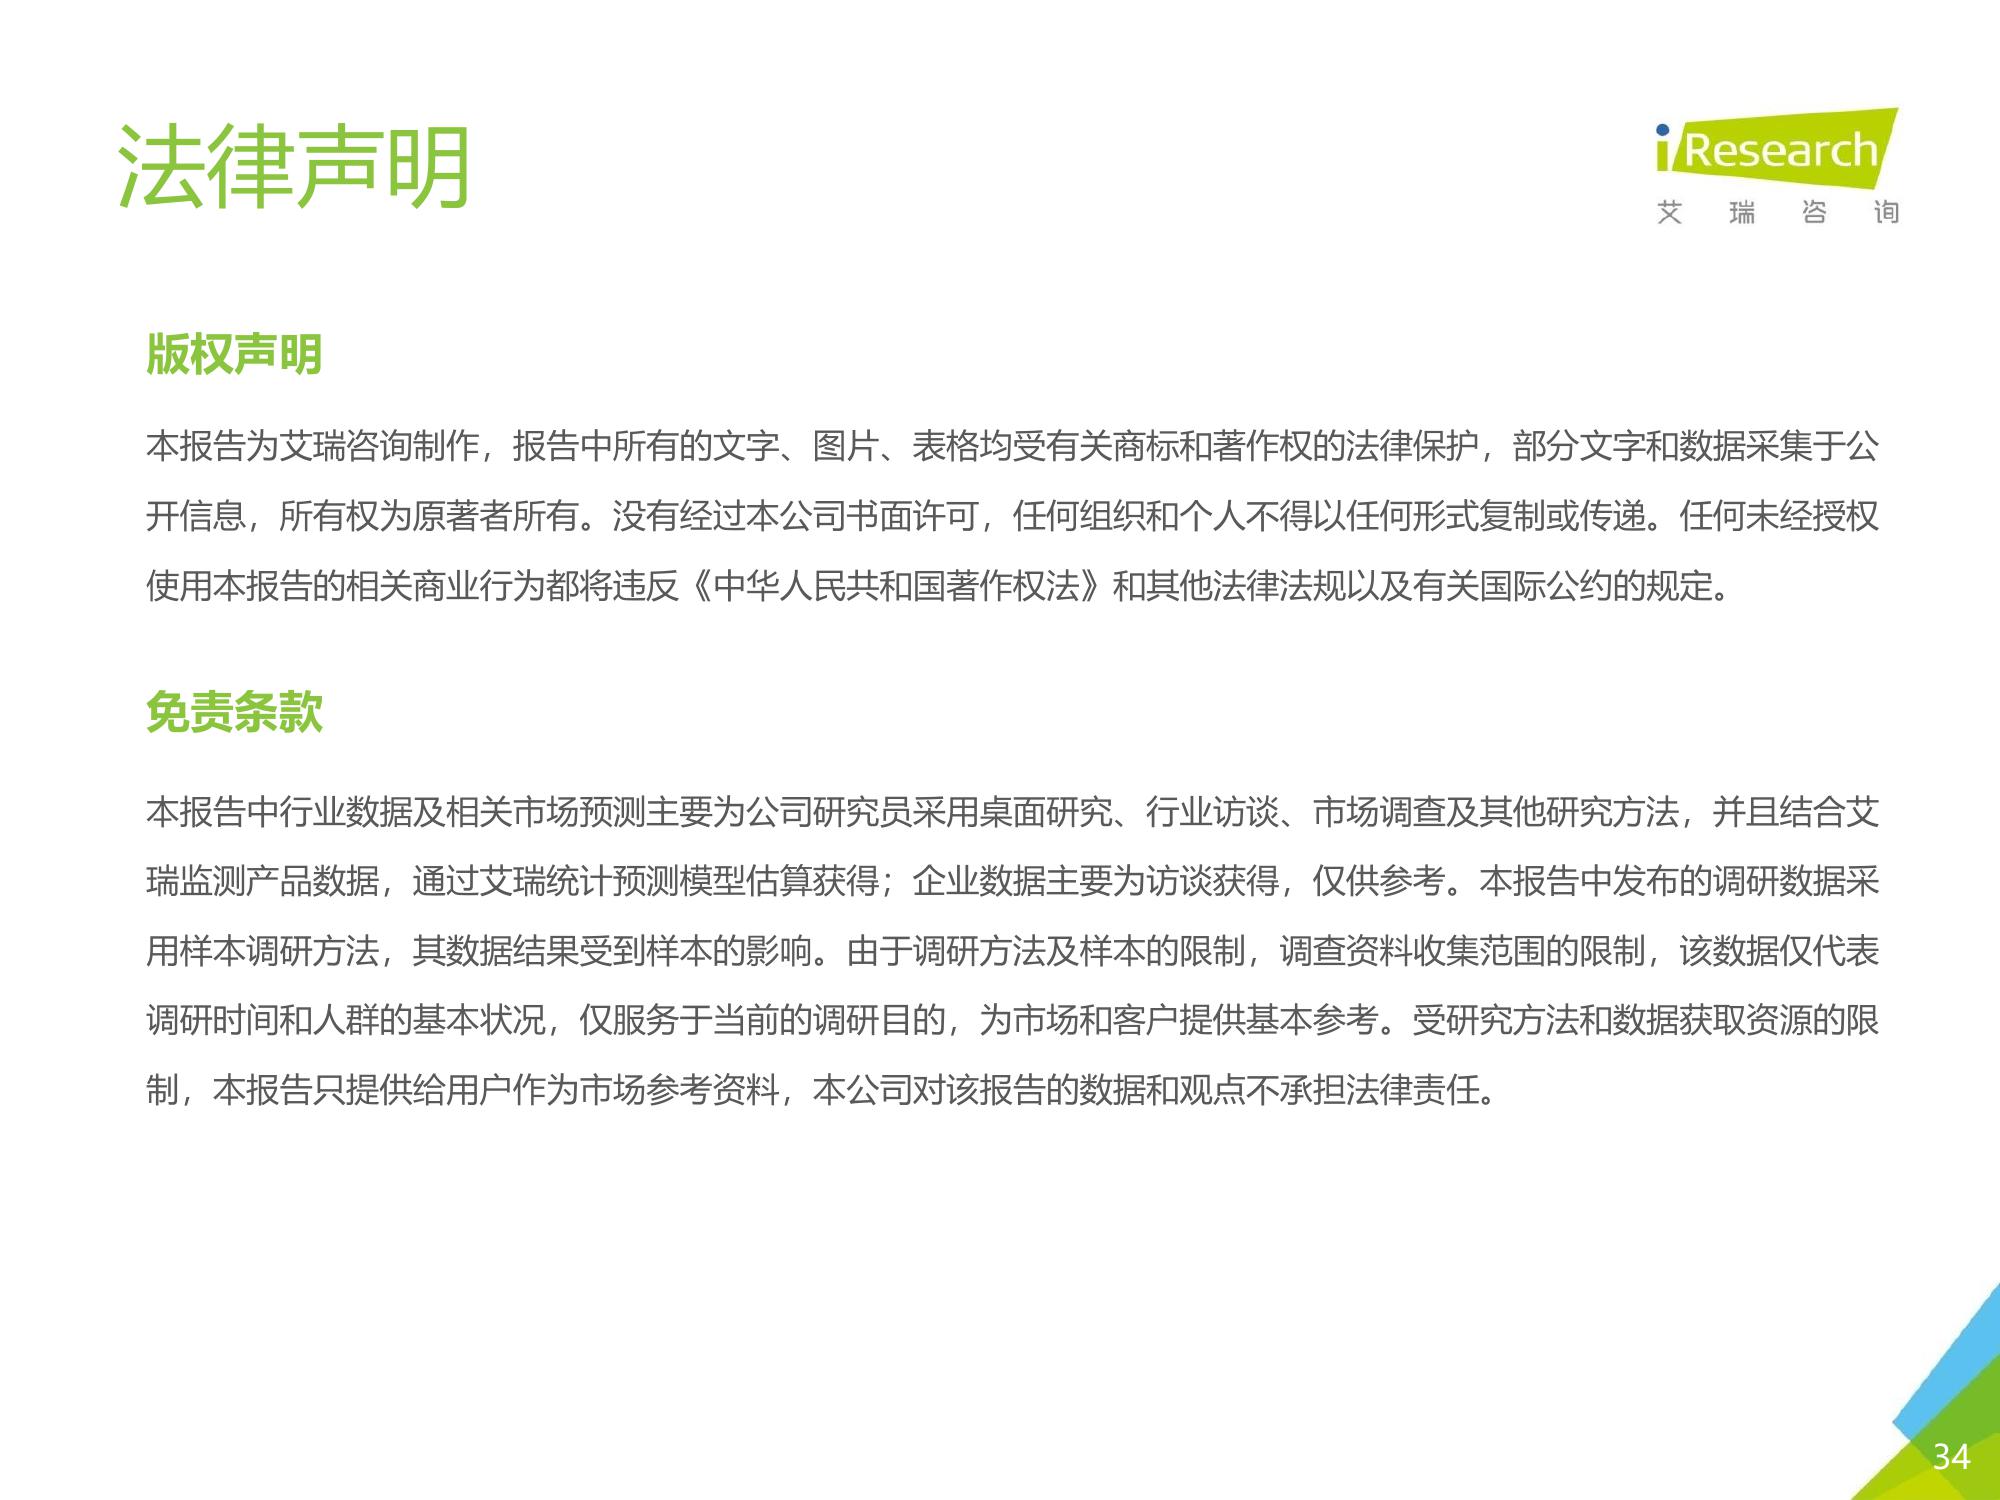 法律声明
iResearch
艾瑞咨询
版权声明
本报告为艾瑞咨询制作，报告中所有的文字、图片、表格均受有关商标和著作权的法律保护，部分文字和数据采集于公
开信息，所有权为原著者所有。没有经过本公司书面许可，任何组织和个人不得以任何形式复制或传递。任何未经授权
使用本报告的相关商业行为都将违反《中华人民共和国著作权法》和其他法律法规以及有关国际公约的规定。
免责条款
本报告中行业数据及相关市场预测主要为公司研究员采用桌面研究、行业访谈、市场调查及其他研究方法，并且结合艾
瑞监测产品数据，通过艾瑞统计预测模型估算获得；企业数据主要为访谈获得，仅供参考。本报告中发布的调研数据采
用样本调研方法，其数据结果受到样本的影响。由于调研方法及样本的限制，调查资料收集范围的限制，该数据仅代表
调研时间和人群的基本状况，仅服务于当前的调研目的，为市场和客户提供基本参考。受研究方法和数据获取资源的限
制，本报告只提供给用户作为市场参考资料，本公司对该报告的数据和观点不承担法律责任。
34